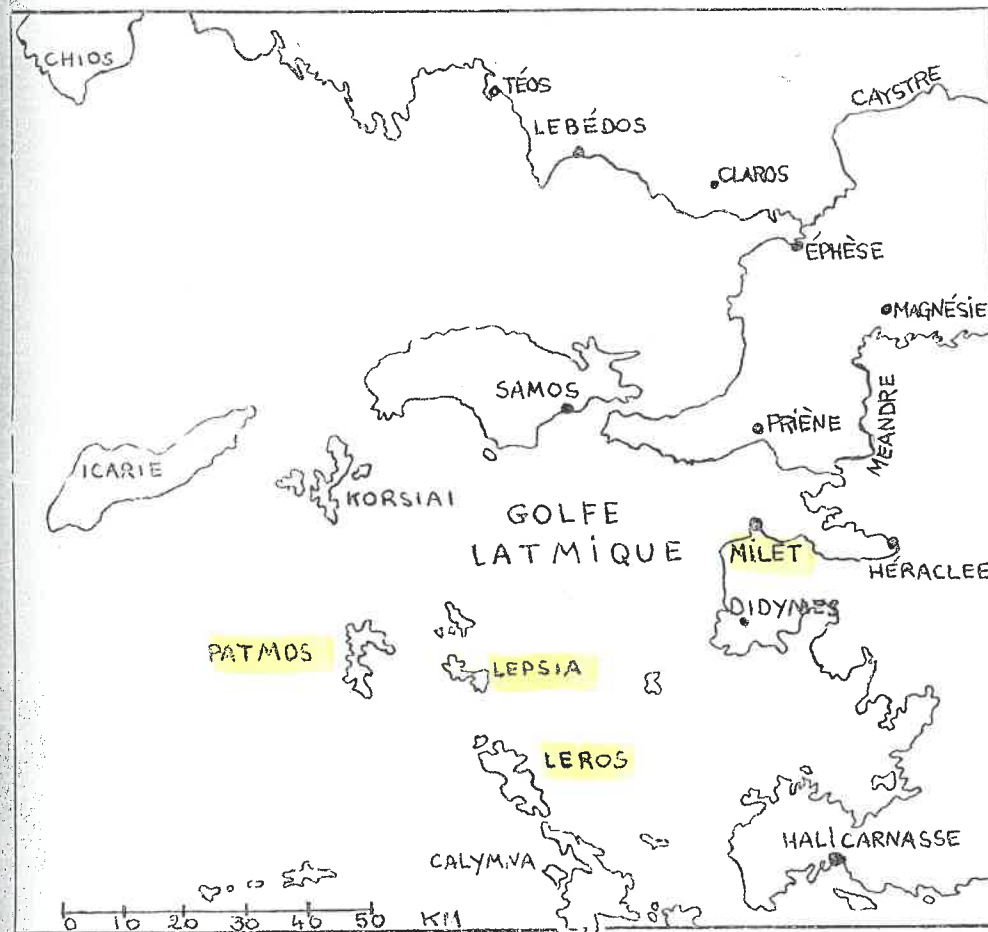 CHIOS
TÉOS
CAYSTRE
LEBÉDOS
CLAROS
ÉPHÈSE
MAGNÉSIE
SAMOS
PRIÈNE
MEANDRE
ICARIE
KORSIAI
GOLFE
LATMIQUE
MILET
HÉRACLEE
DIDYMES
PATMOS
LEPSIA
LEROS
HALICARNASSE
CALYMNA
0 10 20 30 40 50 KM